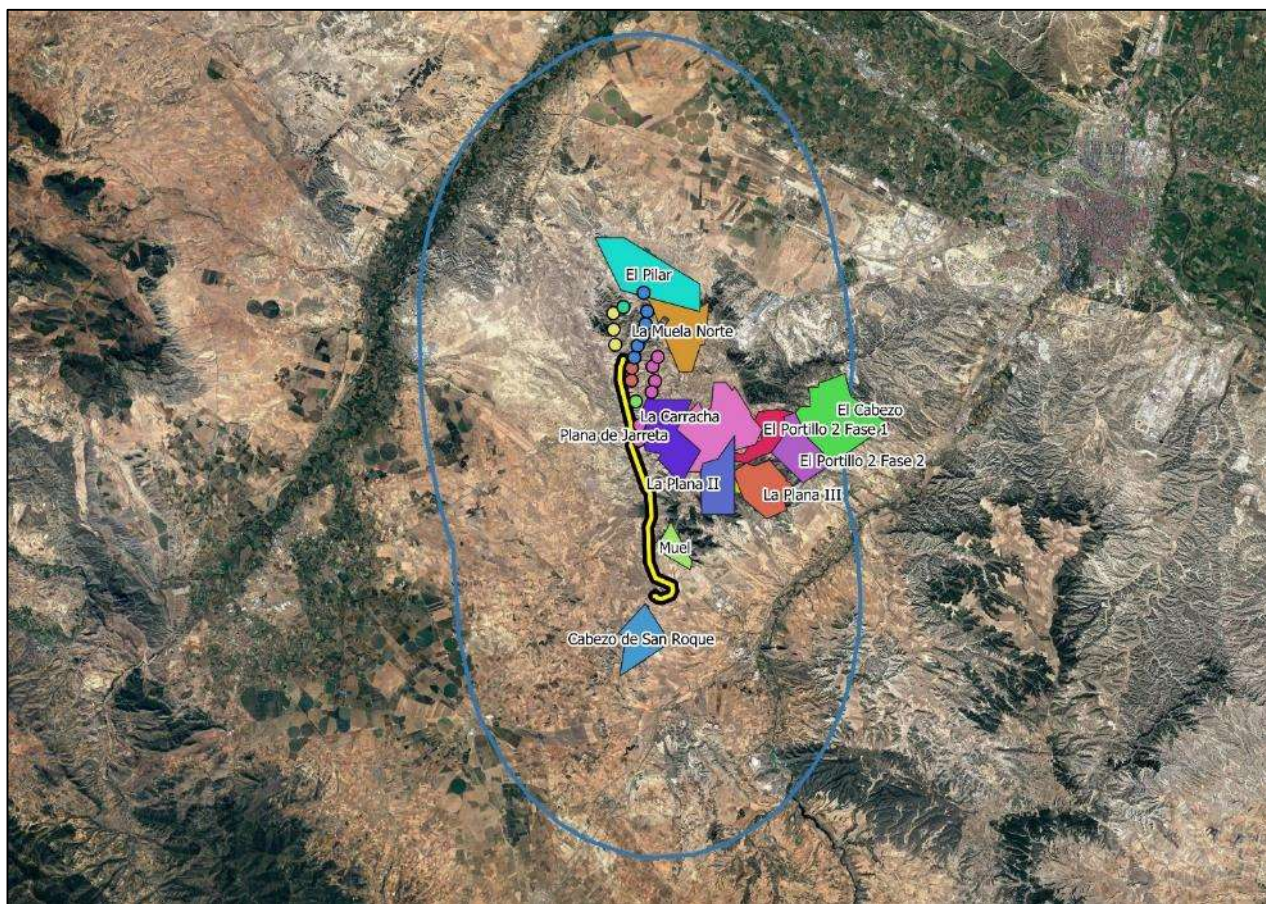 El Pilar
La Muela Norte
La Carracha
El Cabezo
El Portillo 2 Fase 1
Plana de Jarreta
El Portillo 2 Fase 2
La Plana II
La Plana III
Muel
Cabezo de San Roque